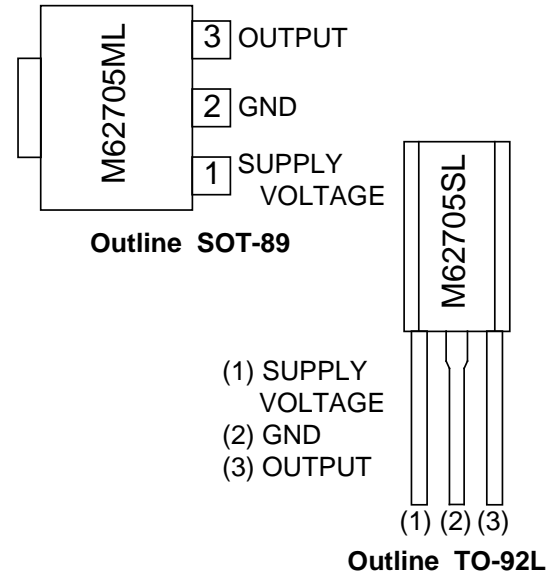 M62705ML
3 OUTPUT
2 GND
1 SUPPLY
VOLTAGE
Outline SOT-89
M62705SL
(1) SUPPLY
VOLTAGE
(2) GND
(3) OUTPUT
(1) (2) (3)
Outline TO-92L